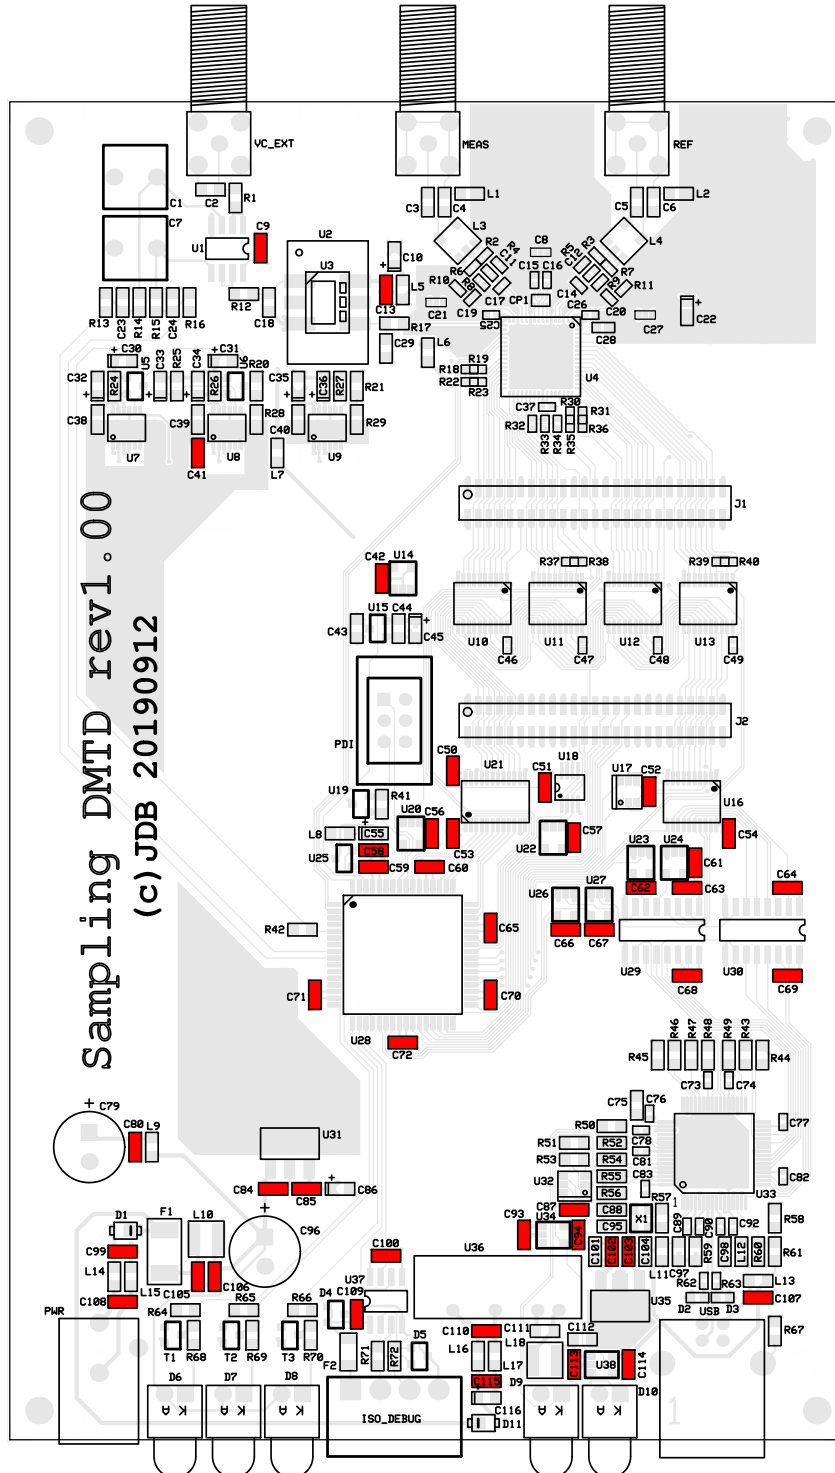 VC_EXT
MEAS
REF
C1
C2
R1
C3
C4
L1
C5
C6
L2
C7
U1
C9
U2
U3
C10
L3
R2
R4
C11
C8
R5
C12
R3
L4
R6
R8
R7
R9
R10
C15
C16
R11
L5
C13
C17
C14
R13
C23
R14
R15
C24
R16
R12
C18
C21
C19
CP1
C20
R17
C25
C26
C27
C28
C22
C29
L6
C30
U5
C33
R25
C34
C31
U6
R20
R19
R18
R22
R23
U4
C32
R24
R26
C35
C36
R27
R21
C37
R30
R31
C38
C39
R28
C40
R29
R32
R33
R34
R35
R36
U7
U8
U9
C41
L7
J1
Sampling DMTD rev1.00
(c)JDB 20190912
C42
U14
R37
R38
R39
R40
U15
C44
C43
C45
U10
U11
U12
U13
C46
C47
C48
C49
PDI
J2
C50
U21
C51
U18
U17
C52
U16
U19
R41
U20
C56
L8
C55
C53
U22
C57
U23
U24
C54
U25
C58
C59
C60
C61
C62
C63
C64
U26
U27
R42
C65
C66
C67
U29
U30
C68
C69
C71
C70
U28
C72
R45
R46
R47
R48
R49
R43
R44
C73
C74
C79
C80
L9
U31
C75
C76
R50
C77
R51
R52
C78
R53
R54
C81
U32
R55
C83
C82
R56
U33
C84
C85
C86
C87
C88
R57
1
D1
F1
L10
C96
C93
U34
C94
C95
X1
C89
C90
C92
R58
C99
C100
U36
C101
C102
C103
C104
L11
C97
R59
C98
L12
R60
R61
L14
L15
C105
C106
U37
R62
R63
L13
C108
R64
R65
R66
D4
C109
U35
D2
USB
D3
C107
PWR
T1
R68
T2
R69
T3
R70
F2
R71
R72
D5
C110
C111
C112
L16
L17
L18
C113
U38
C114
R67
D6
D7
D8
C115
D9
D10
K A
K A
K A
ISO_DEBUG
C116
D11
K A
K A
1